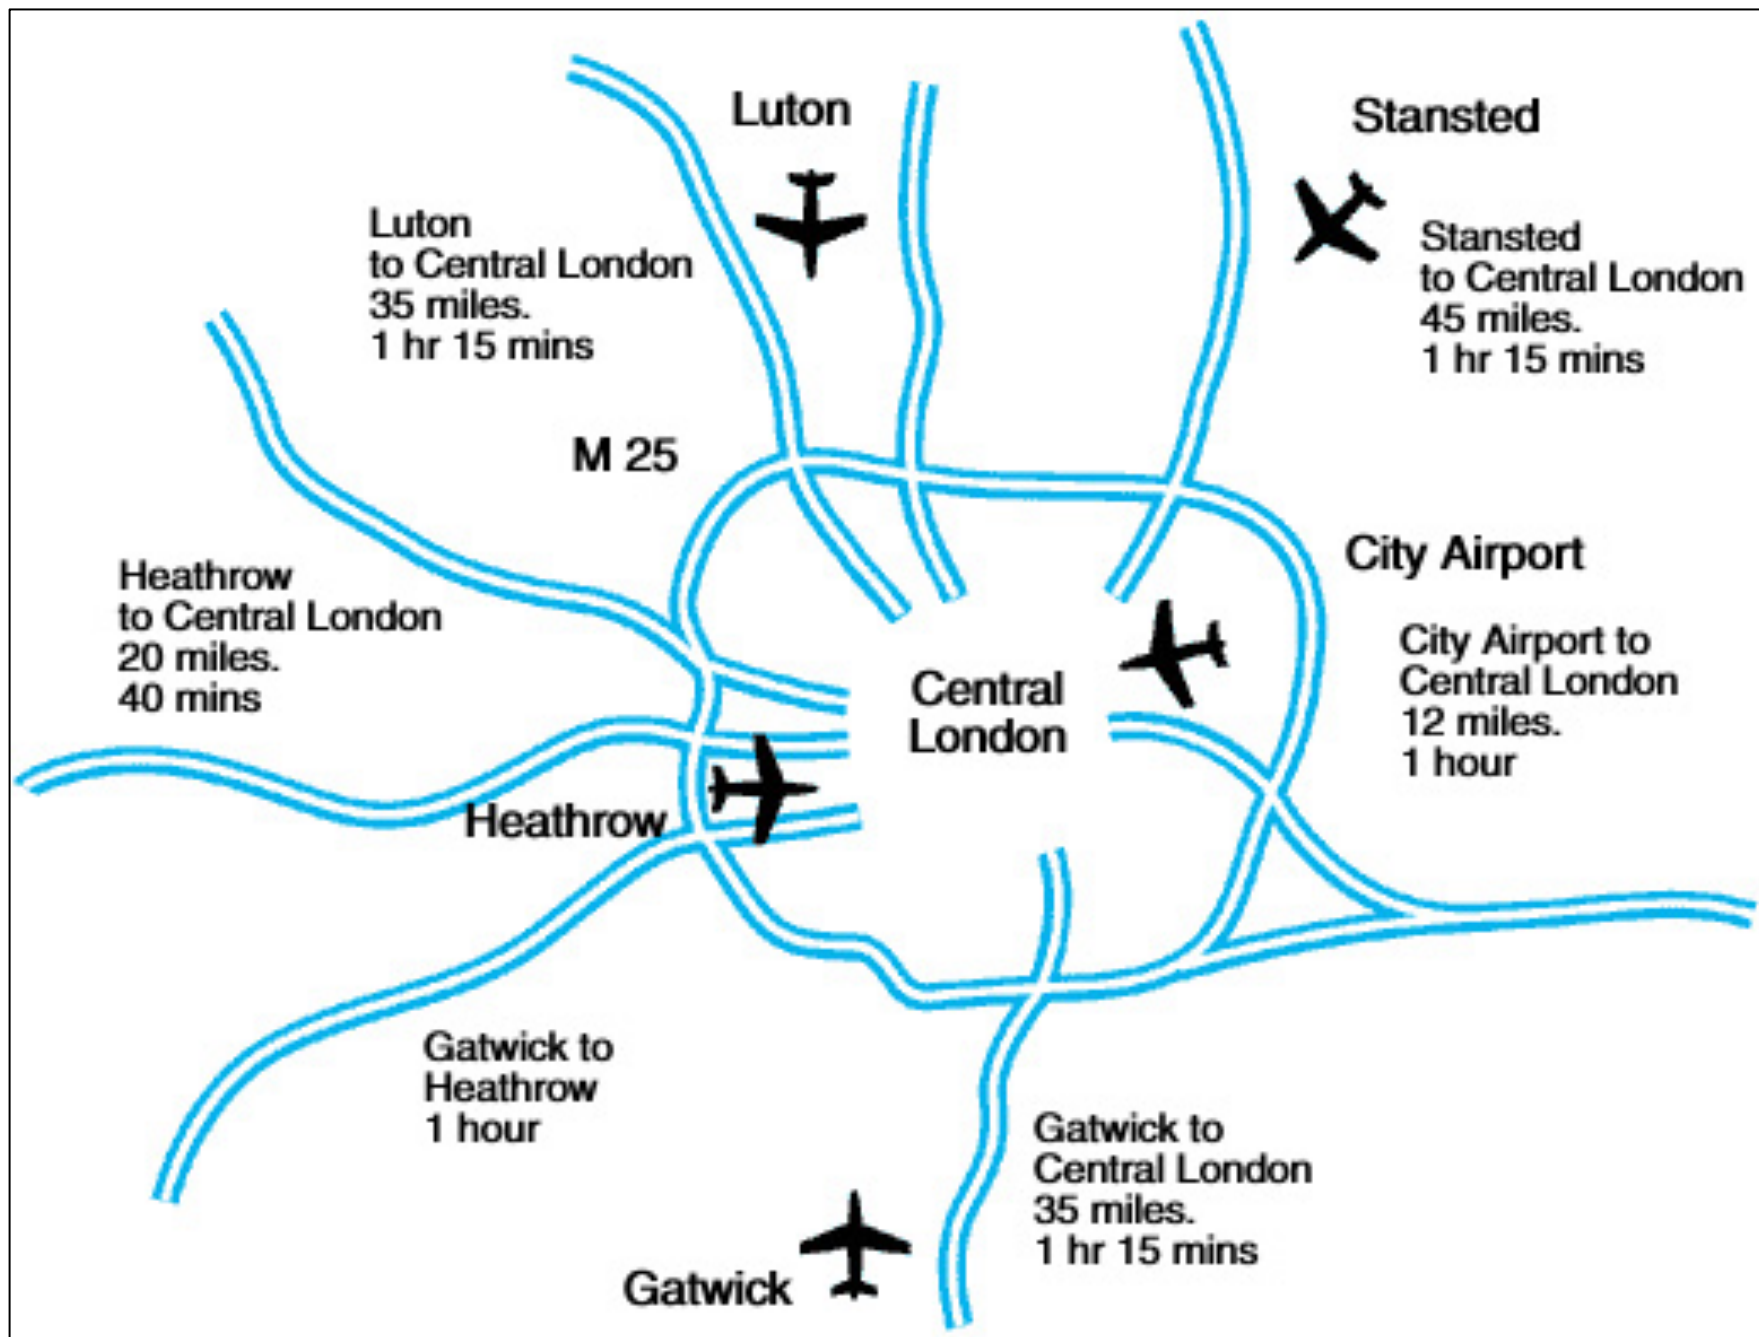 Luton
Stansted
Luton
to Central London
35 miles.
1 hr 15 mins
Stansted
to Central London
45 miles.
1 hr 15 mins
M 25
City Airport
Heathrow
to Central London
20 miles.
40 mins
City Airport to
Central London
12 miles.
1 hour
Central
London
Heathrow
Gatwick to
Heathrow
1 hour
Gatwick to
Central London
35 miles.
1 hr 15 mins
Gatwick